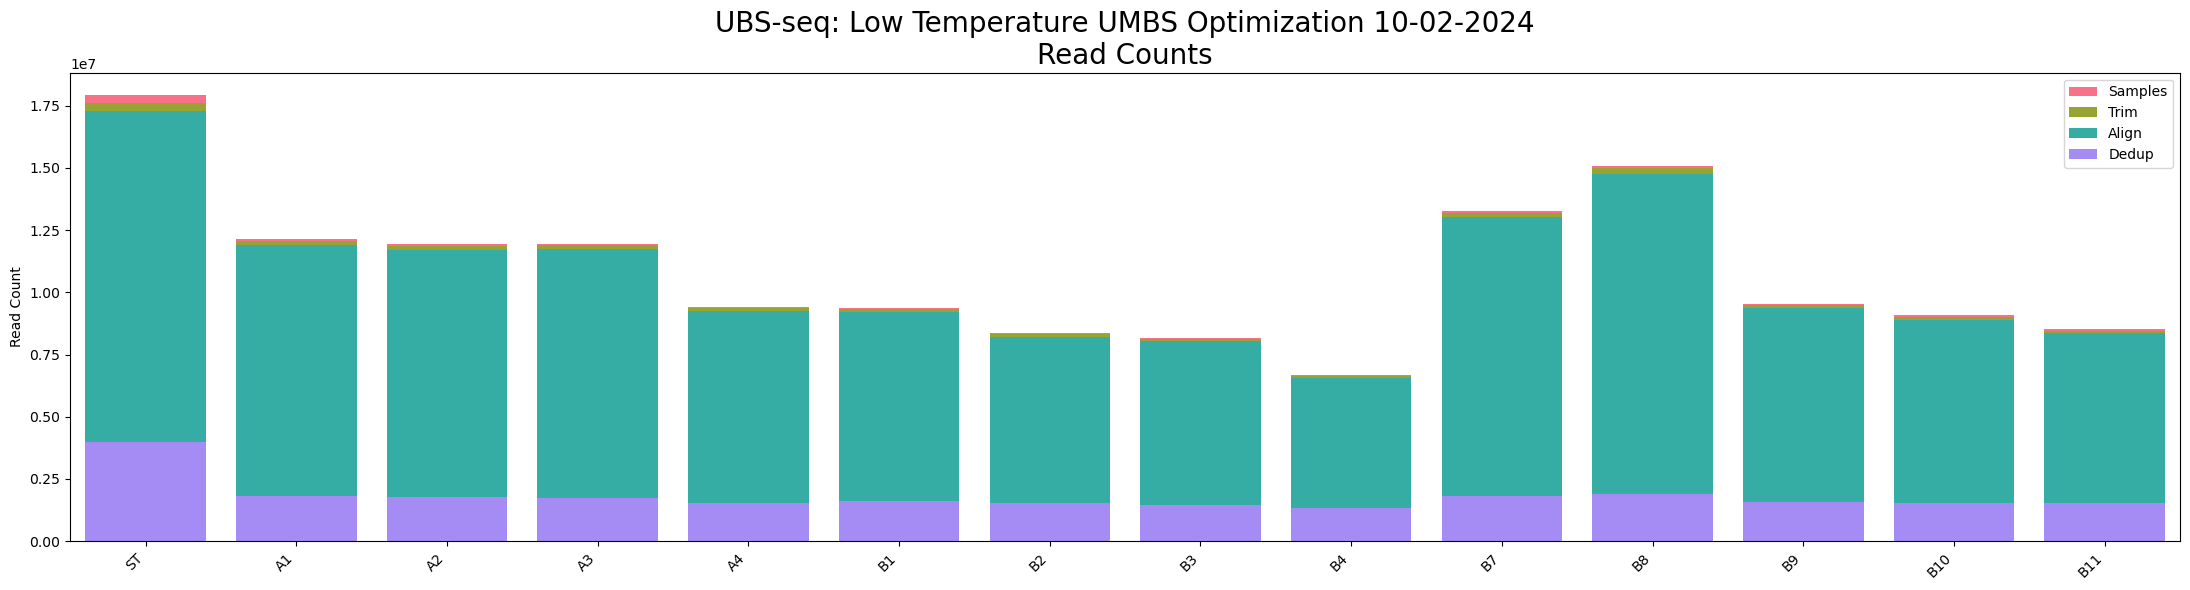 UBS-seq: Low Temperature UMBS Optimization 10-02-2024
Read Counts
1e7
Samples
Trim
Align
Dedup
Read Count
1.75
1.50
1.25
1.00
0.75
0.50
0.25
0.00
ST A1 A2 A3 A4 B1 B2 B3 B4 B7 B8 B9 B10 B11